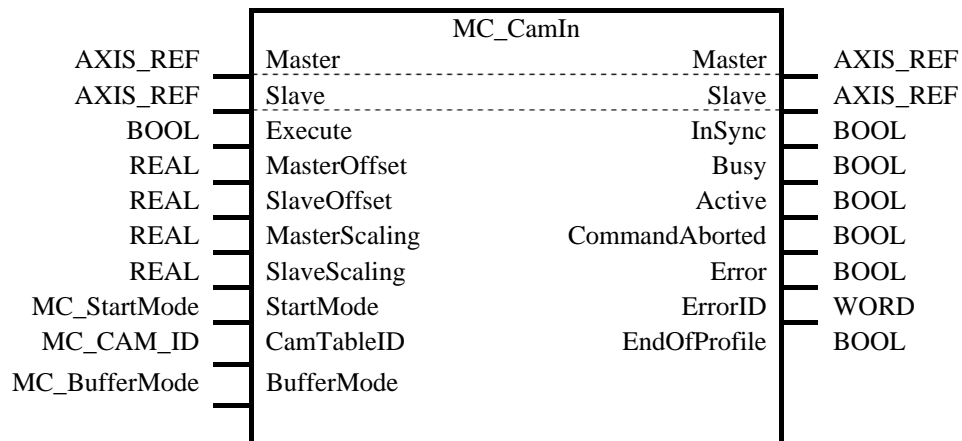 MC_CamIn
AXIS_REF Master Master AXIS_REF
AXIS_REF Slave Slave AXIS_REF
BOOL Execute InSync BOOL
REAL MasterOffset Busy BOOL
REAL SlaveOffset Active BOOL
REAL MasterScaling CommandAborted BOOL
REAL SlaveScaling Error BOOL
MC_StartMode StartMode ErrorID WORD
MC_CAM_ID CamTableID EndOfProfile BOOL
MC_BufferMode BufferMode